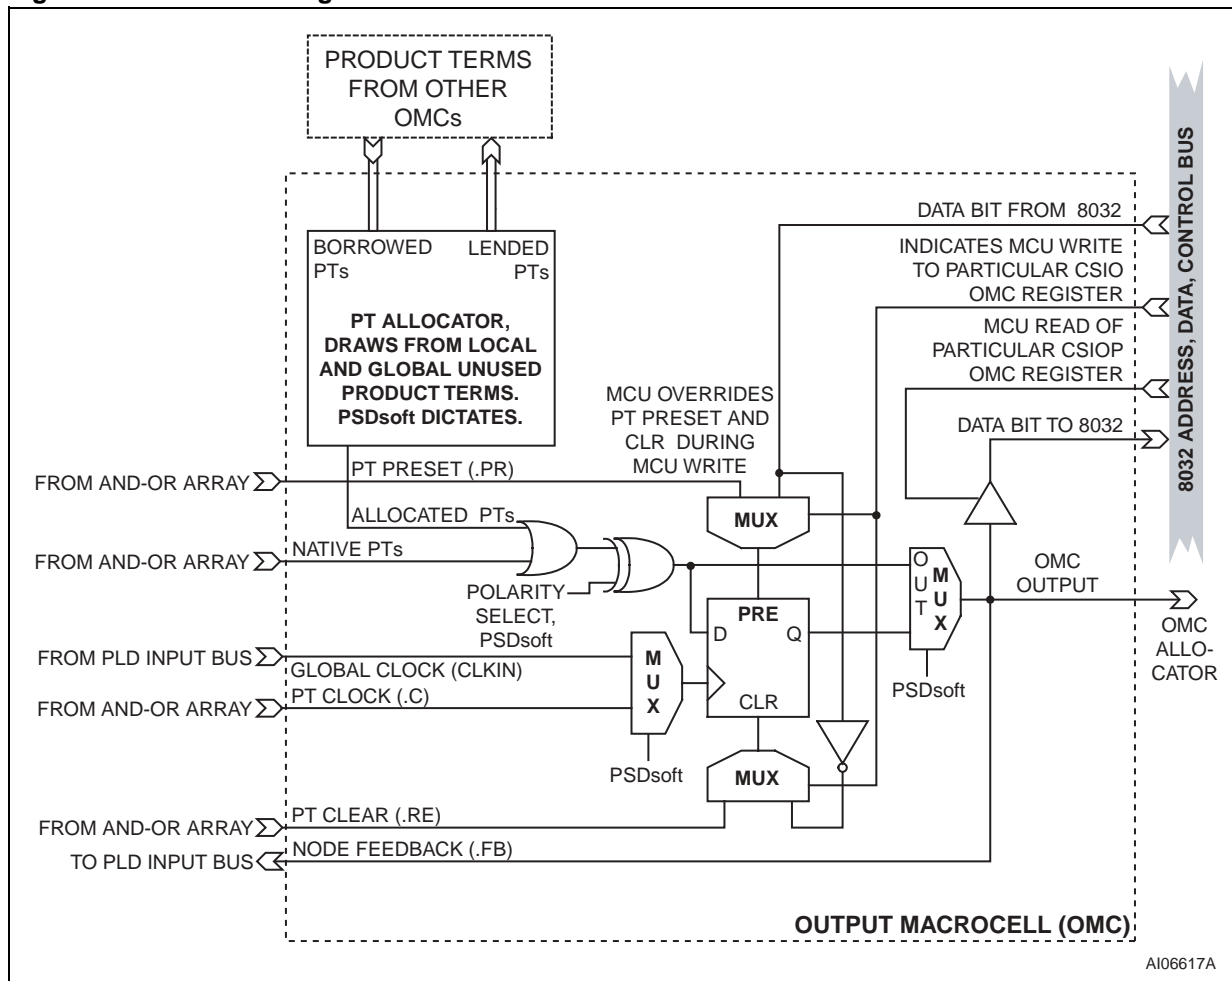 PRODUCT TERMS
FROM OTHER
OMCs
BORROWED
PTs
LENDED
PTs
PT ALLOCATOR,
DRAWS FROM LOCAL
AND GLOBAL UNUSED
PRODUCT TERMS.
PSDsoft DICTATES.
DATA BIT FROM 8032
INDICATES MCU WRITE
TO PARTICULAR CSIO
OMC REGISTER
MCU READ OF
PARTICULAR CSIOP
OMC REGISTER
DATA BIT TO 8032
8032 ADDRESS, DATA, CONTROL BUS
MCU OVERRIDES
PT PRESET AND
CLR DURING
MCU WRITE
FROM AND-OR ARRAY
PT PRESET (.PR)
MUX
ALLOCATED PTs
FROM AND-OR ARRAY
NATIVE PTs
POLARITY
SELECT,
PSDsoft
PRE
D
Q
CLR
OUT
MUX
PSDsoft
OMC
OUTPUT
OMC
ALLO-
CATOR
FROM PLD INPUT BUS
GLOBAL CLOCK (CLKIN)
FROM AND-OR ARRAY
PT CLOCK (.C)
MUX
PSDsoft
MUX
FROM AND-OR ARRAY
PT CLEAR (.RE)
TO PLD INPUT BUS
NODE FEEDBACK (.FB)
OUTPUT MACROCELL (OMC)
AI06617A